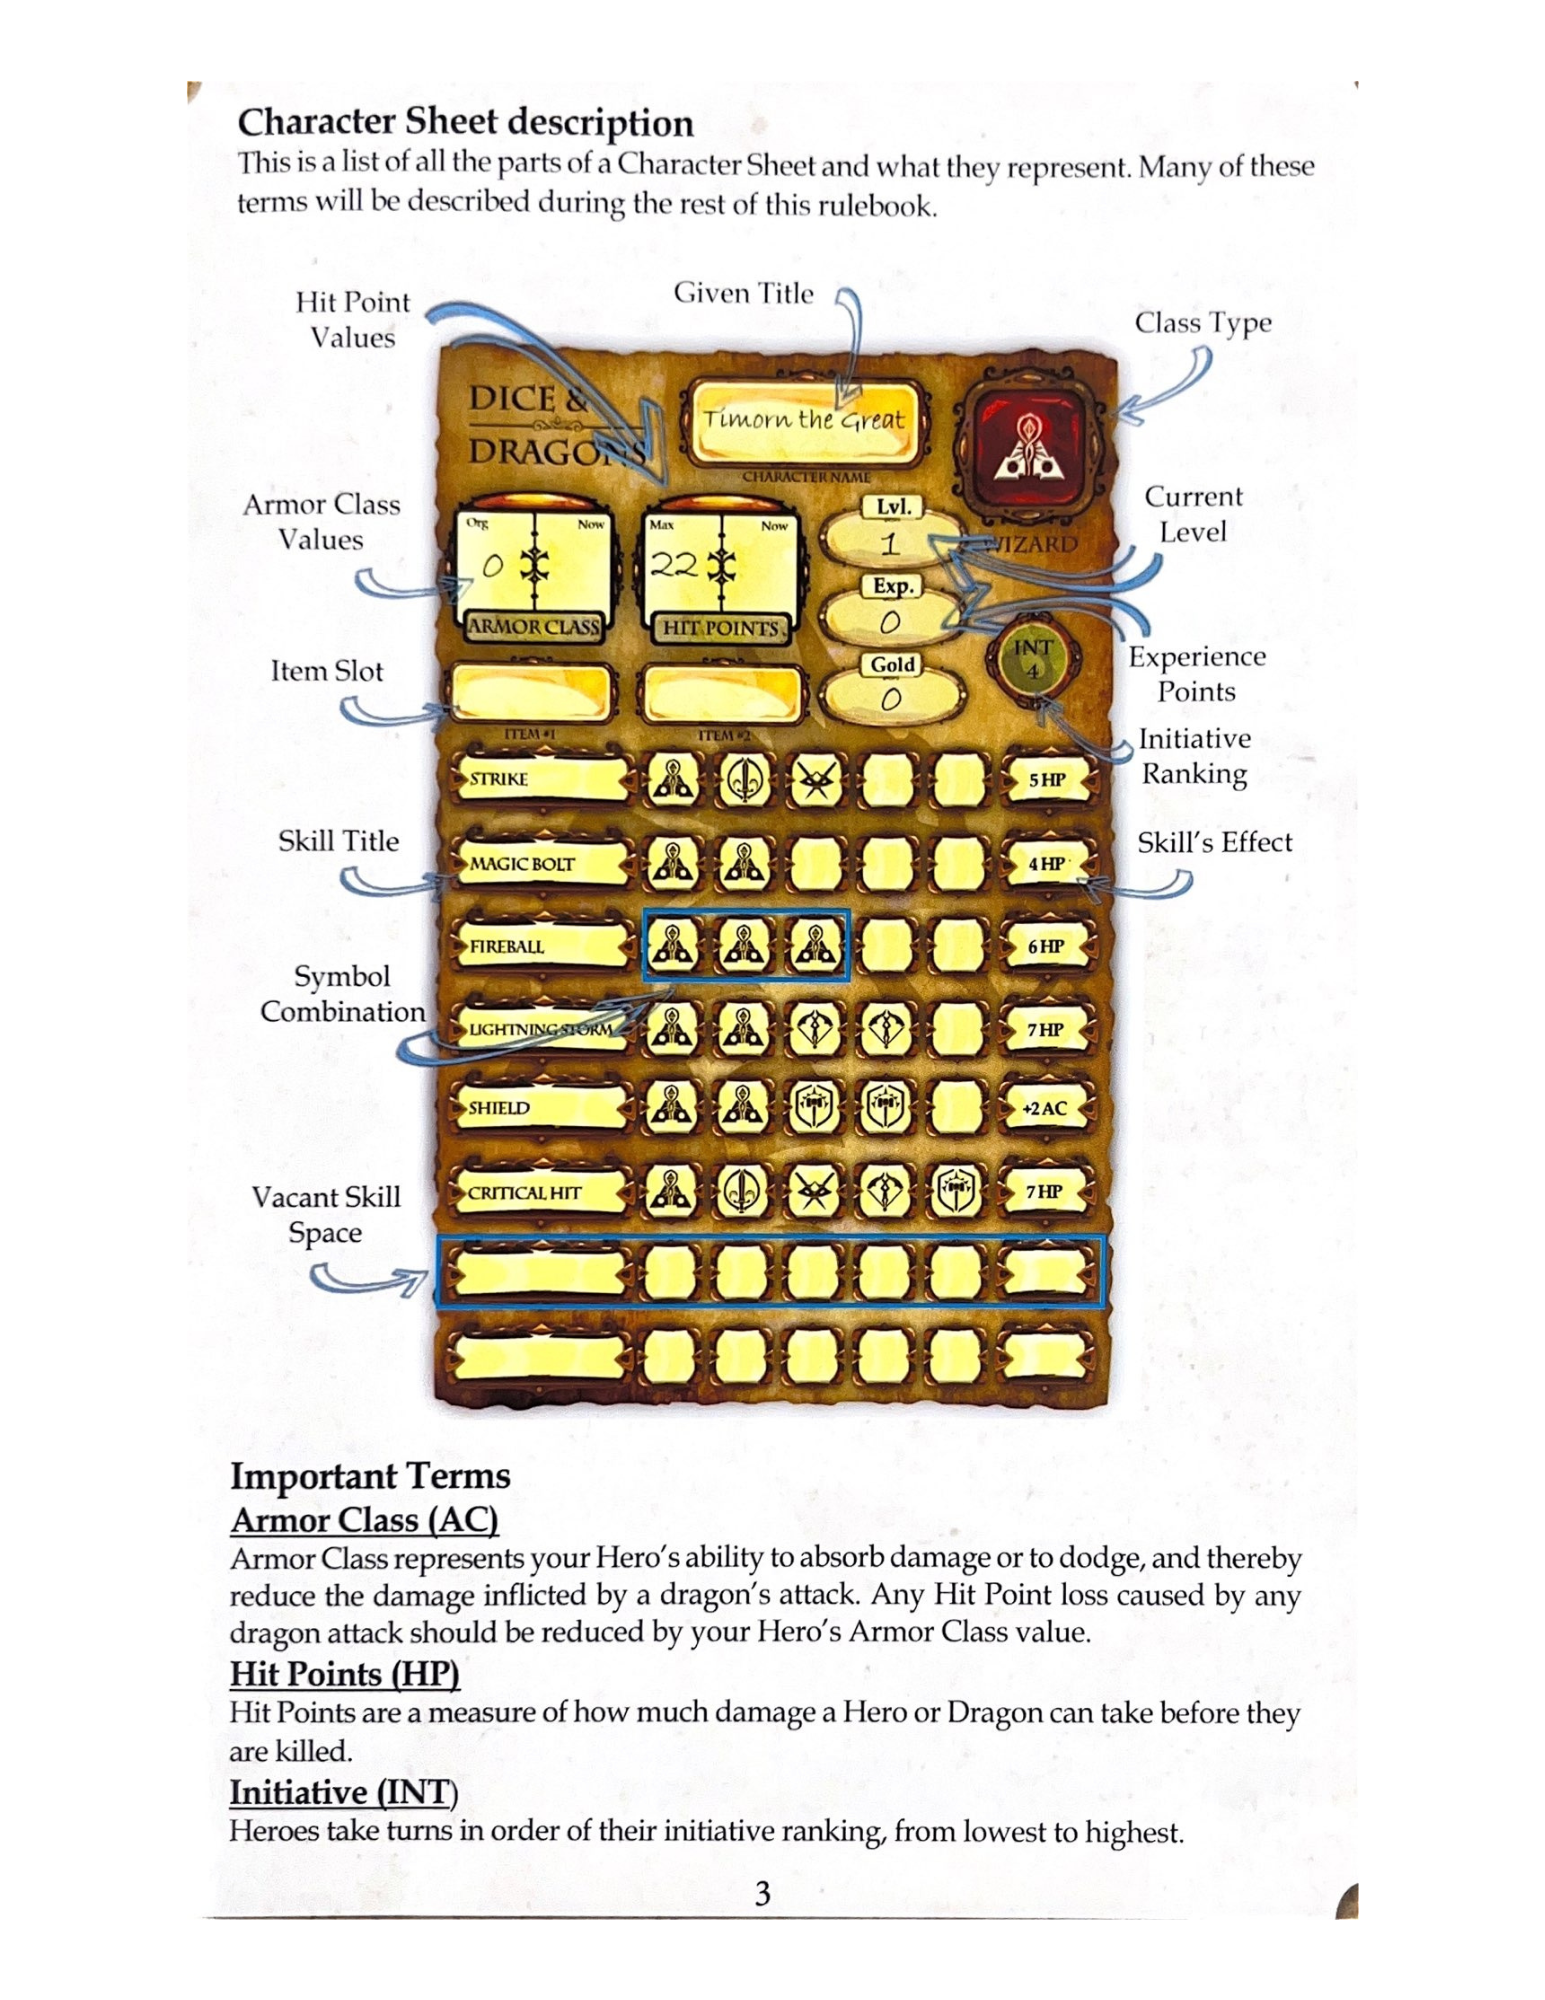 Character Sheet description
This is a list of all the parts of a Character Sheet and what they represent. Many of these
terms will be described during the rest of this rulebook.
Hit Point
Values
Given Title
Class Type
DICE &
DRAGONS
Timorn the Great
CHARACTER NAME
Armor Class
Values
Org
Now
0
ARMOR CLASS
Max
Now
22
HIT POINTS
Lvl.
1
WIZARD
Current
Level
Exp.
0
INT
4
Experience
Points
Item Slot
Gold
0
ITEM #1
ITEM #2
Initiative
Ranking
STRIKE
5 HP
Skill Title
MAGIC BOLT
4 HP
Skill's Effect
FIREBALL
6 HP
Symbol
Combination
LIGHTNING STORM
7 HP
SHIELD
+2 AC
CRITICAL HIT
7 HP
Vacant Skill
Space
Important Terms
Armor Class (AC)
Armor Class represents your Hero's ability to absorb damage or to dodge, and thereby
reduce the damage inflicted by a dragon's attack. Any Hit Point loss caused by any
dragon attack should be reduced by your Hero's Armor Class value.
Hit Points (HP)
Hit Points are a measure of how much damage a Hero or Dragon can take before they
are killed.
Initiative (INT)
Heroes take turns in order of their initiative ranking, from lowest to highest.
3